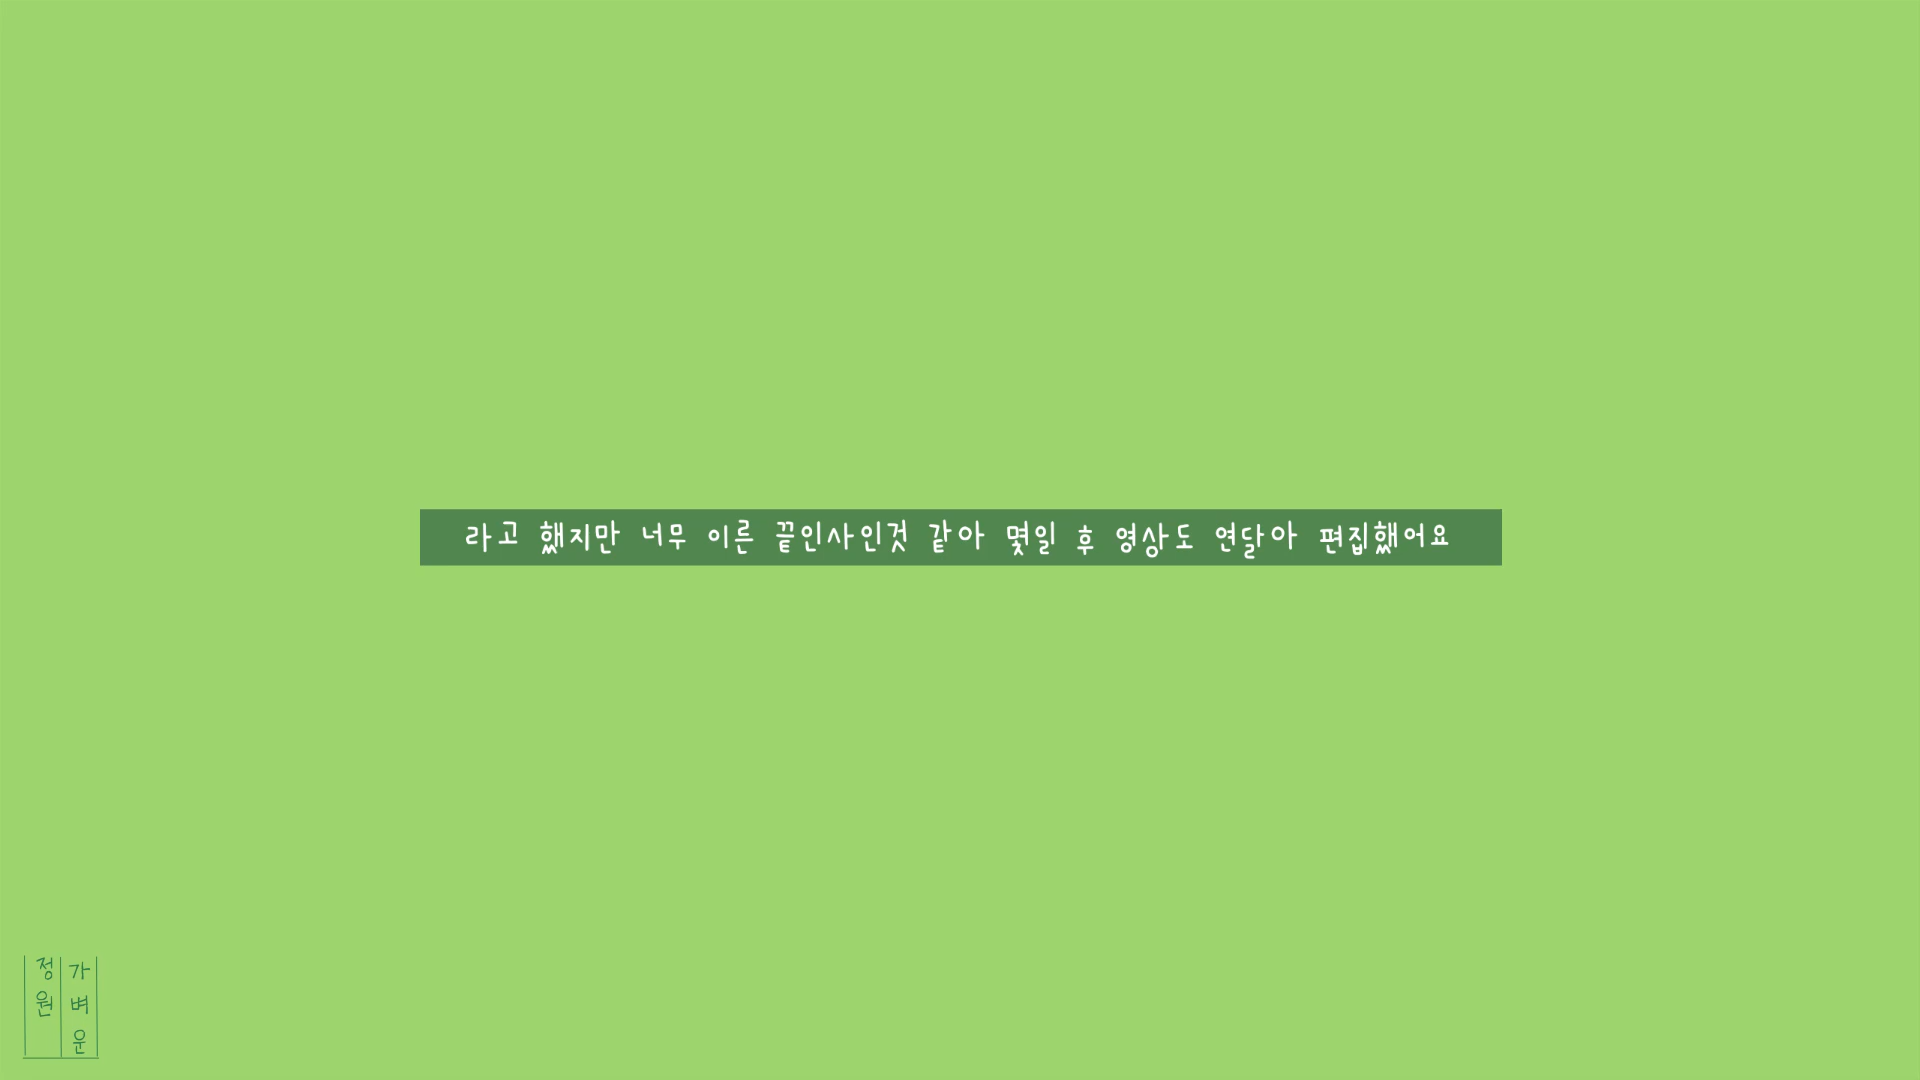 라고 했지만 너무 이른 끝인사인것 같아 몇일 후 영상도 연달아 편집했어요
가벼운
정원